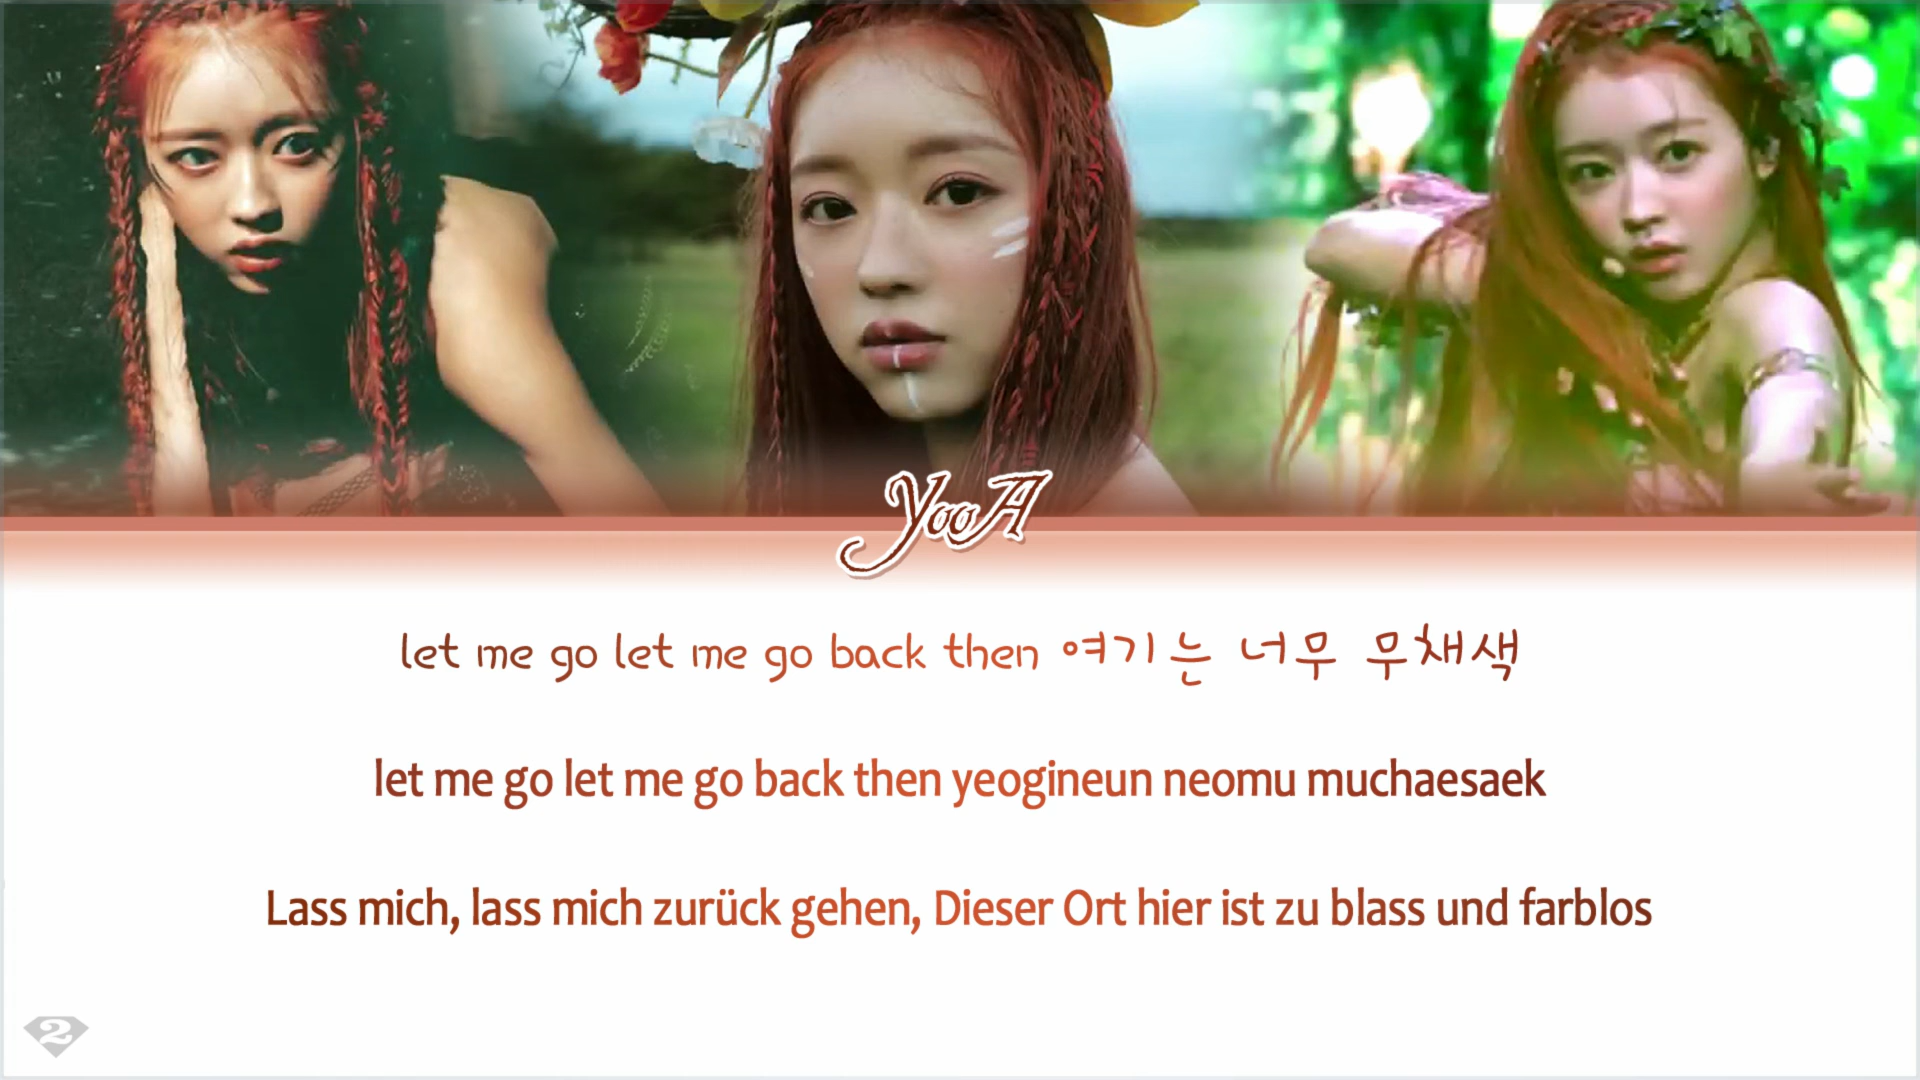 YooA
let me go let me go back then 여기는 너무 무채색
let me go let me go back then yeogineun neomu muchaesaek
Lass mich, lass mich zurück gehen, Dieser Ort hier ist zu blass und farblos
2